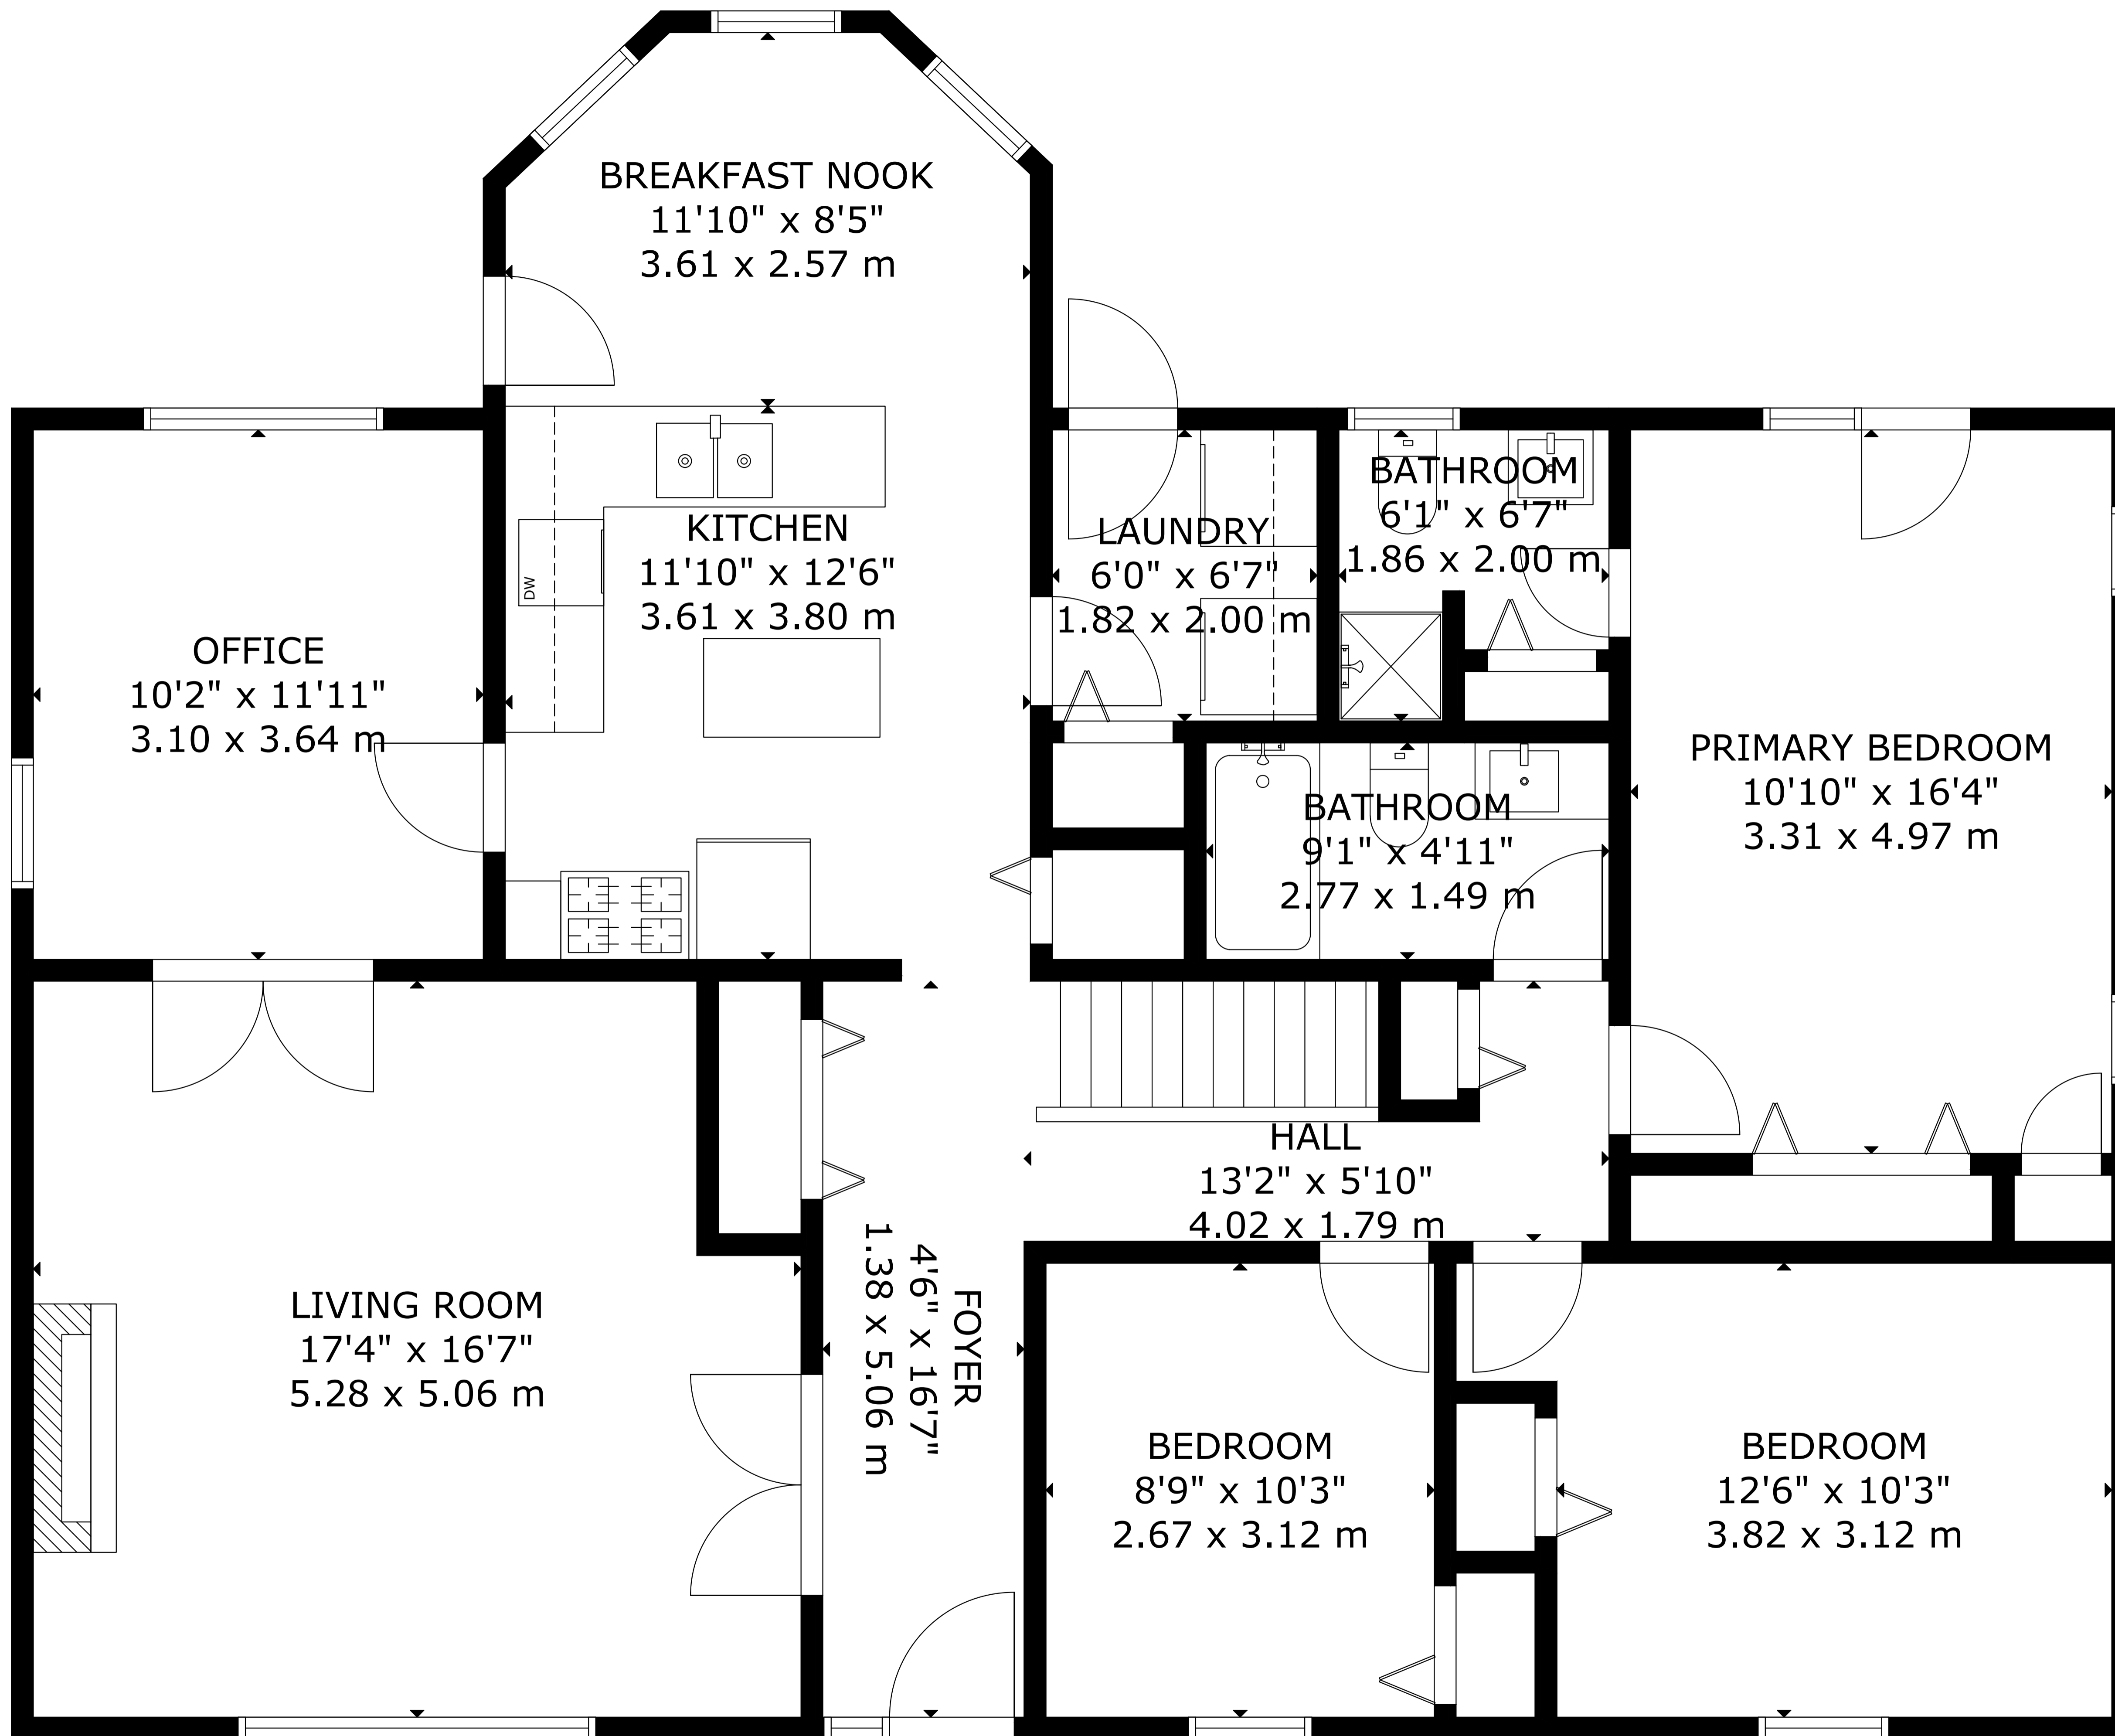 BREAKFAST NOOK
11'10" x 8'5"
3.61 x 2.57 m
BATHROOM
6'1" x 6'7"
1.86 x 2.00 m
LAUNDRY
6'0" x 6'7"
1.82 x 2.00 m
KITCHEN
11'10" x 12'6"
3.61 x 3.80 m
DW
OFFICE
10'2" x 11'11"
3.10 x 3.64 m
PRIMARY BEDROOM
10'10" x 16'4"
3.31 x 4.97 m
BATHROOM
9'1" x 4'11"
2.77 x 1.49 m
HALL
13'2" x 5'10"
4.02 x 1.79 m
LIVING ROOM
17'4" x 16'7"
5.28 x 5.06 m
FOYER
4'6" x 16'7"
1.38 x 5.06 m
BEDROOM
8'9" x 10'3"
2.67 x 3.12 m
BEDROOM
12'6" x 10'3"
3.82 x 3.12 m